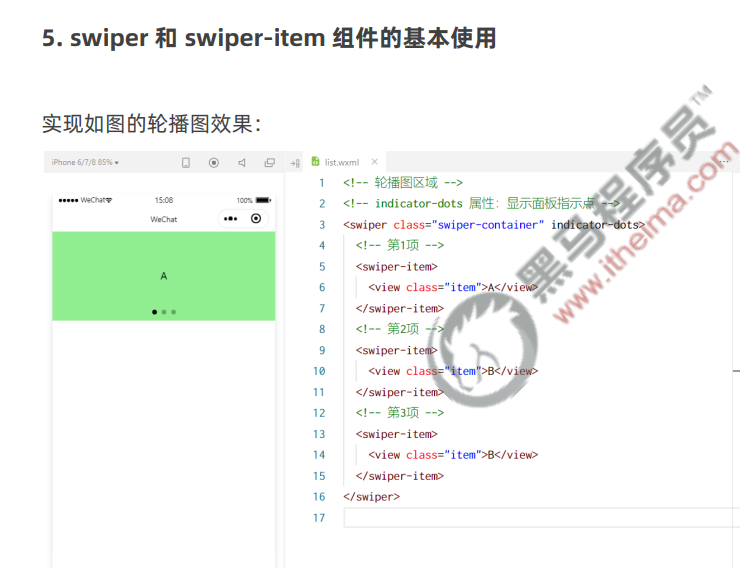 5. swiper 和 swiper-item 组件的基本使用
实现如图的轮播图效果：
iPhone 6/7/8 85%
list.wxml
WeChat
15:08
100%
WeChat
A
1 <!-- 轮播图区域 -->
2 <!-- indicator-dots 属性：显示面板指示点 -->
3 <swiper class="swiper-container" indicator-dots>
4 <!-- 第1项 -->
5 <swiper-item>
6 <view class="item">A</view>
7 </swiper-item>
8 <!-- 第2项 -->
9 <swiper-item>
10 <view class="item">B</view>
11 </swiper-item>
12 <!-- 第3项 -->
13 <swiper-item>
14 <view class="item">B</view>
15 </swiper-item>
16 </swiper>
17
黑马程序员™
www.itheima.com